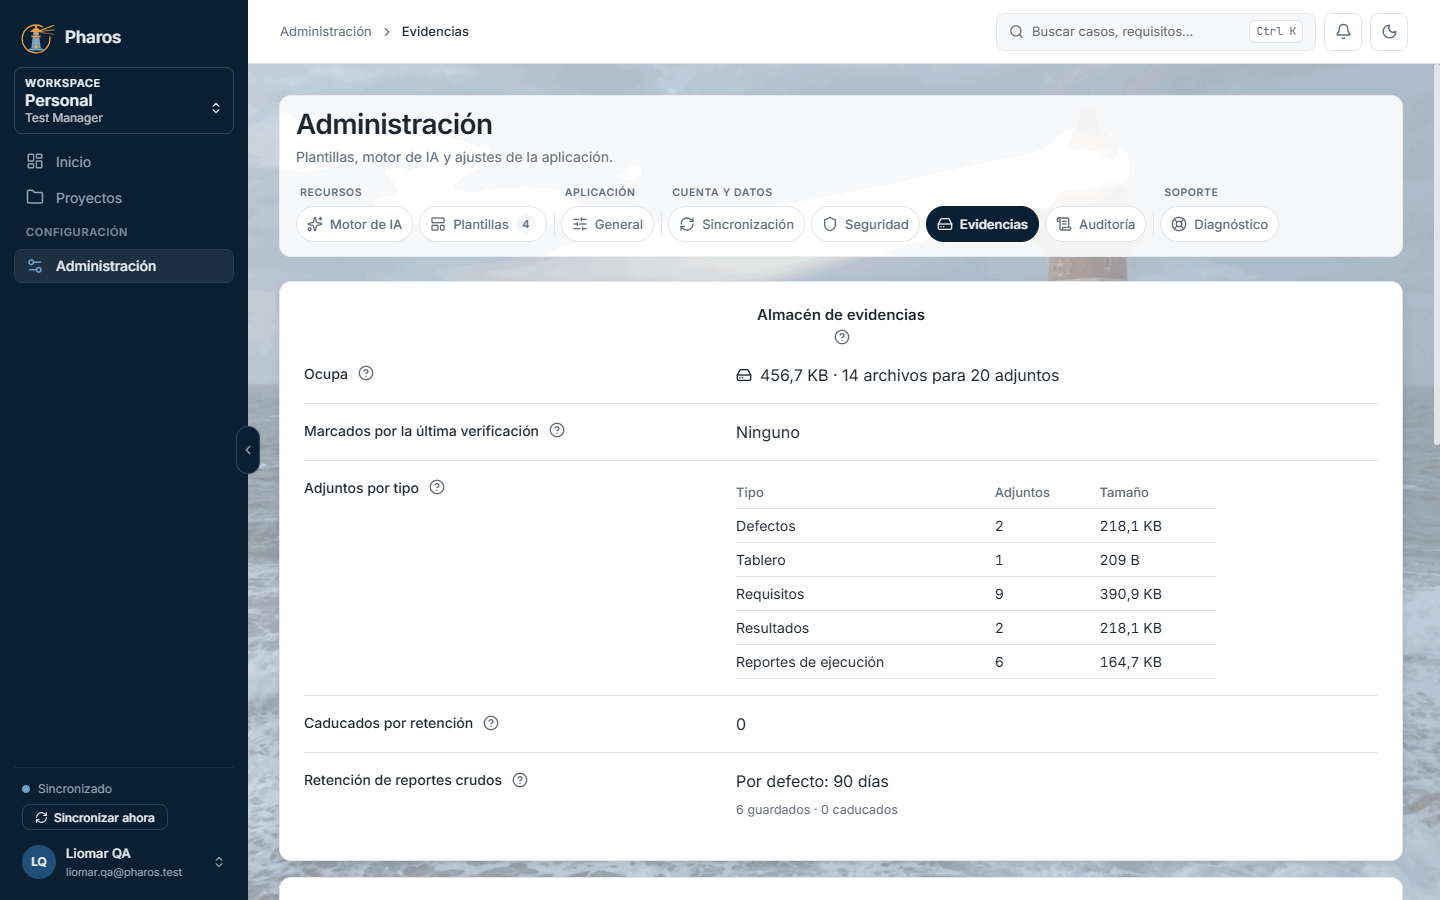 Pharos
WORKSPACE
Personal
Test Manager
Inicio
Proyectos
CONFIGURACIÓN
Administración
Sincronizado
Sincronizar ahora
LQ
Liomar QA
liomar.qa@pharos.test
Administración > Evidencias
Buscar casos, requisitos... Ctrl K
Administración
Plantillas, motor de IA y ajustes de la aplicación.
RECURSOS APLICACIÓN CUENTA Y DATOS SOPORTE
Motor de IA Plantillas 4 General Sincronización Seguridad Evidencias Auditoría Diagnóstico
Almacén de evidencias
Ocupa 456,7 KB · 14 archivos para 20 adjuntos
Marcados por la última verificación Ninguno
Adjuntos por tipo
Tipo Adjuntos Tamaño
Defectos 2 218,1 KB
Tablero 1 209 B
Requisitos 9 390,9 KB
Resultados 2 218,1 KB
Reportes de ejecución 6 164,7 KB
Caducados por retención 0
Retención de reportes crudos Por defecto: 90 días
6 guardados · 0 caducados